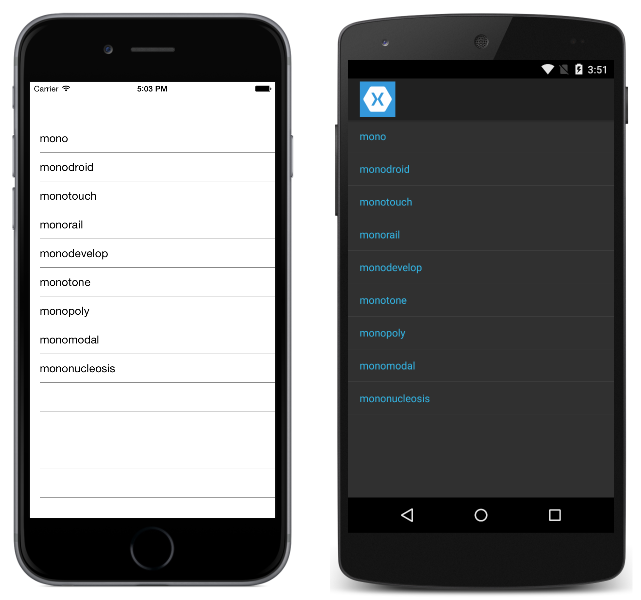 Carrier 5:03 PM
mono
monodroid
monotouch
monorail
monodevelop
monotone
monopoly
monomodal
mononucleosis
3:51
X
mono
monodroid
monotouch
monorail
monodevelop
monotone
monopoly
monomodal
mononucleosis